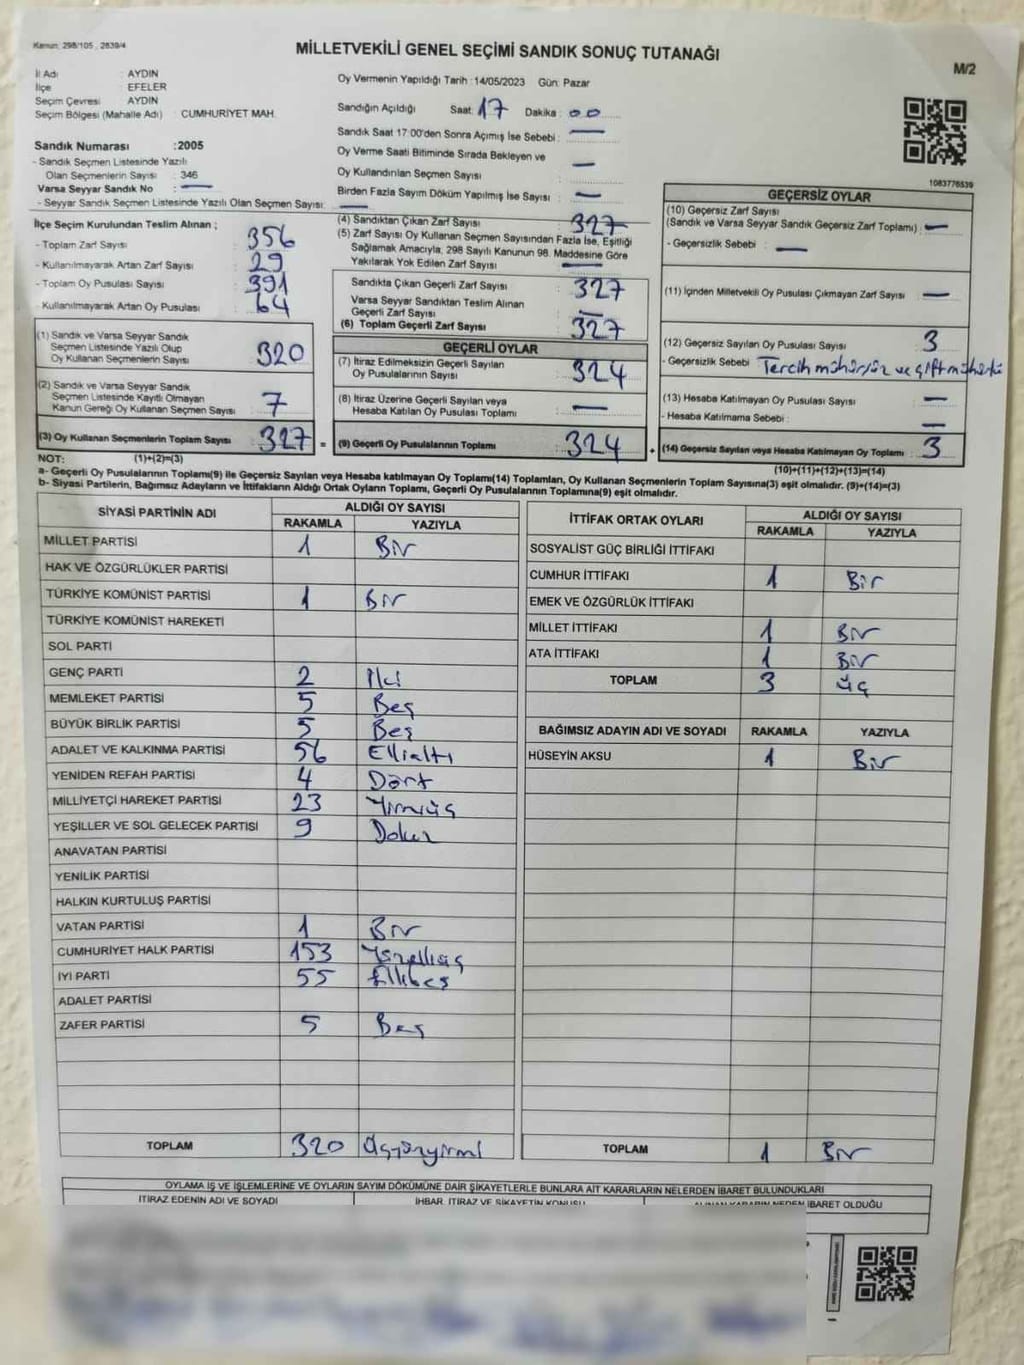 Kanun: 298/105 , 2839/4
MİLLETVEKİLİ GENEL SEÇİMİ SANDIK SONUÇ TUTANAĞI
M/2
İl Adı : AYDIN
İlçe EFELER
Seçim Çevresi : AYDIN
Seçim Bölgesi (Mahalle Adı) : CUMHURİYET MAH.
Sandık Numarası :2005
- Sandık Seçmen Listesinde Yazılı
Olan Seçmenlerin Sayısı : 346
Varsa Seyyar Sandık No : —
- Seyyar Sandık Seçmen Listesinde Yazılı Olan Seçmen Sayısı: —
Oy Vermenin Yapıldığı Tarih :14/05/2023 Gün: Pazar
Sandığın Açıldığı Saat: 17 Dakika : 00
Sandık Saat 17:00'den Sonra Açımış İse Sebebi : —
Oy Verme Saati Bitiminde Sırada Bekleyen ve
Oy Kullandırılan Seçmen Sayısı : —
Birden Fazla Sayım Döküm Yapılmış İse Sayısı : —
1083776539
İlçe Seçim Kurulundan Teslim Alınan ;
- Toplam Zarf Sayısı : 356
- Kullanılmayarak Artan Zarf Sayısı : 29
- Toplam Oy Pusulası Sayısı : 391
- Kullanılmayarak Artan Oy Pusulası : 64
(1) Sandık ve Varsa Seyyar Sandık
Seçmen Listesinde Yazılı Olup
Oy Kullanan Seçmenlerin Sayısı : 320
(2) Sandık ve Varsa Seyyar Sandık
Seçmen Listesinde Kayıtlı Olmayan
Kanun Gereği Oy Kullanan Seçmen Sayısı : 7
(3) Oy Kullanan Seçmenlerin Toplam Sayısı : 327 =
(4) Sandıktan Çıkan Zarf Sayısı : 327
(5) Zarf Sayısı Oy Kullanan Seçmen Sayısından Fazla İse, Eşitliği
Sağlamak Amacıyla, 298 Sayılı Kanunun 98. Maddesine Göre
Yakılarak Yok Edilen Zarf Sayısı : —
Sandıkta Çıkan Geçerli Zarf Sayısı : 327
Varsa Seyyar Sandıktan Teslim Alınan
Geçerli Zarf Sayısı : —
(6) Toplam Geçerli Zarf Sayısı : 327
GEÇERLİ OYLAR
(7) İtiraz Edilmeksizin Geçerli Sayılan
Oy Pusulalarının Sayısı : 324
(8) İtiraz Üzerine Geçerli Sayılan veya
Hesaba Katılan Oy Pusulası Toplamı : —
(9) Geçerli Oy Pusulalarının Toplamı : 324 +
GEÇERSİZ OYLAR
(10) Geçersiz Zarf Sayısı
(Sandık ve Varsa Seyyar Sandık Geçersiz Zarf Toplamı) : —
- Geçersizlik Sebebi : —
(11) İçinden Milletvekili Oy Pusulası Çıkmayan Zarf Sayısı : —
(12) Geçersiz Sayılan Oy Pusulası Sayısı : 3
- Geçersizlik Sebebi : Tercih mühürsüz ve çift mühürlü
(13) Hesaba Katılmayan Oy Pusulası Sayısı : —
- Hesaba Katılmama Sebebi : —
(14) Geçersiz Sayılan veya Hesaba Katılmayan Oy Toplamı : 3
NOT: (1)+(2)=(3) (10)+(11)+(12)+(13)=(14)
a- Geçerli Oy Pusulalarının Toplamı(9) ile Geçersiz Sayılan veya Hesaba katılmayan Oy Toplamı(14) Toplamları, Oy Kullanan Seçmenlerin Toplam Sayısına(3) eşit olmalıdır. (9)+(14)=(3)
b- Siyasi Partilerin, Bağımsız Adayların ve İttifakların Aldığı Ortak Oyların Toplamı, Geçerli Oy Pusulalarının Toplamına(9) eşit olmalıdır.
SİYASİ PARTİNİN ADI ALDIĞI OY SAYISI
RAKAMLA YAZIYLA
MİLLET PARTİSİ 1 Bir
HAK VE ÖZGÜRLÜKLER PARTİSİ
TÜRKİYE KOMÜNİST PARTİSİ 1 Bir
TÜRKİYE KOMÜNİST HAREKETİ
SOL PARTİ
GENÇ PARTİ 2 İki
MEMLEKET PARTİSİ 5 Beş
BÜYÜK BİRLİK PARTİSİ 5 Beş
ADALET VE KALKINMA PARTİSİ 56 Ellialtı
YENİDEN REFAH PARTİSİ 4 Dört
MİLLİYETÇİ HAREKET PARTİSİ 23 Yirmiüç
YEŞİLLER VE SOL GELECEK PARTİSİ 9 Dokuz
ANAVATAN PARTİSİ
YENİLİK PARTİSİ
HALKIN KURTULUŞ PARTİSİ
VATAN PARTİSİ 1 Bir
CUMHURİYET HALK PARTİSİ 153 Yüzelliüç
İYİ PARTİ 55 Ellibeş
ADALET PARTİSİ
ZAFER PARTİSİ 5 Beş
TOPLAM 320 Üçyüzyirmi
İTTİFAK ORTAK OYLARI ALDIĞI OY SAYISI
RAKAMLA YAZIYLA
SOSYALİST GÜÇ BİRLİĞİ İTTİFAKI
CUMHUR İTTİFAKI 1 Bir
EMEK VE ÖZGÜRLÜK İTTİFAKI
MİLLET İTTİFAKI 1 Bir
ATA İTTİFAKI 1 Bir
TOPLAM 3 üç
BAĞIMSIZ ADAYIN ADI VE SOYADI RAKAMLA YAZIYLA
HÜSEYİN AKSU 1 Bir
TOPLAM 1 Bir
OYLAMA İŞ VE İŞLEMLERİNE VE OYLARIN SAYIM DÖKÜMÜNE DAİR ŞİKAYETLERLE BUNLARA AİT KARARLARIN NELERDEN İBARET BULUNDUKLARI
İTİRAZ EDENİN ADI VE SOYADI İHBAR, İTİRAZ VE ŞİKAYETİN KONUSU ALINAN KARARIN NEDEN İBARET OLDUĞU